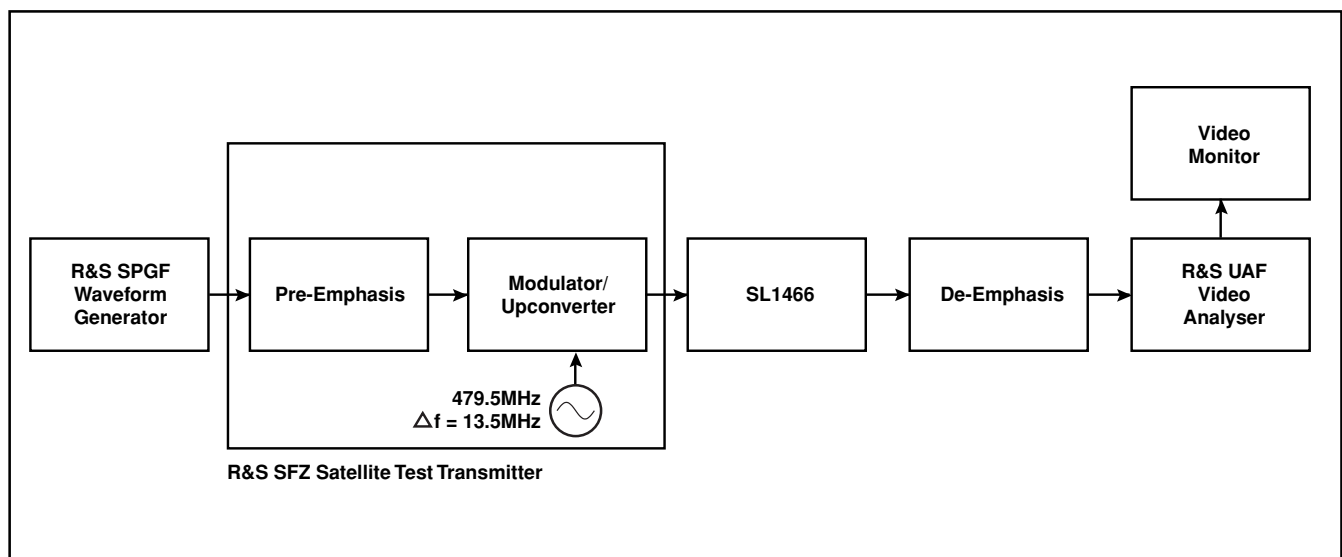 Video
Monitor
R&S SPGF
Waveform
Generator
Pre-Emphasis
Modulator/
Upconverter
SL1466
De-Emphasis
R&S UAF
Video
Analyser
479.5MHz
△f = 13.5MHz
R&S SFZ Satellite Test Transmitter